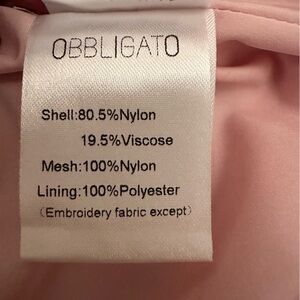 OBBLIGATO
Shell:80.5%Nylon
19.5%Viscose
Mesh:100%Nylon
Lining:100%Polyester
(Embroidery fabric except)